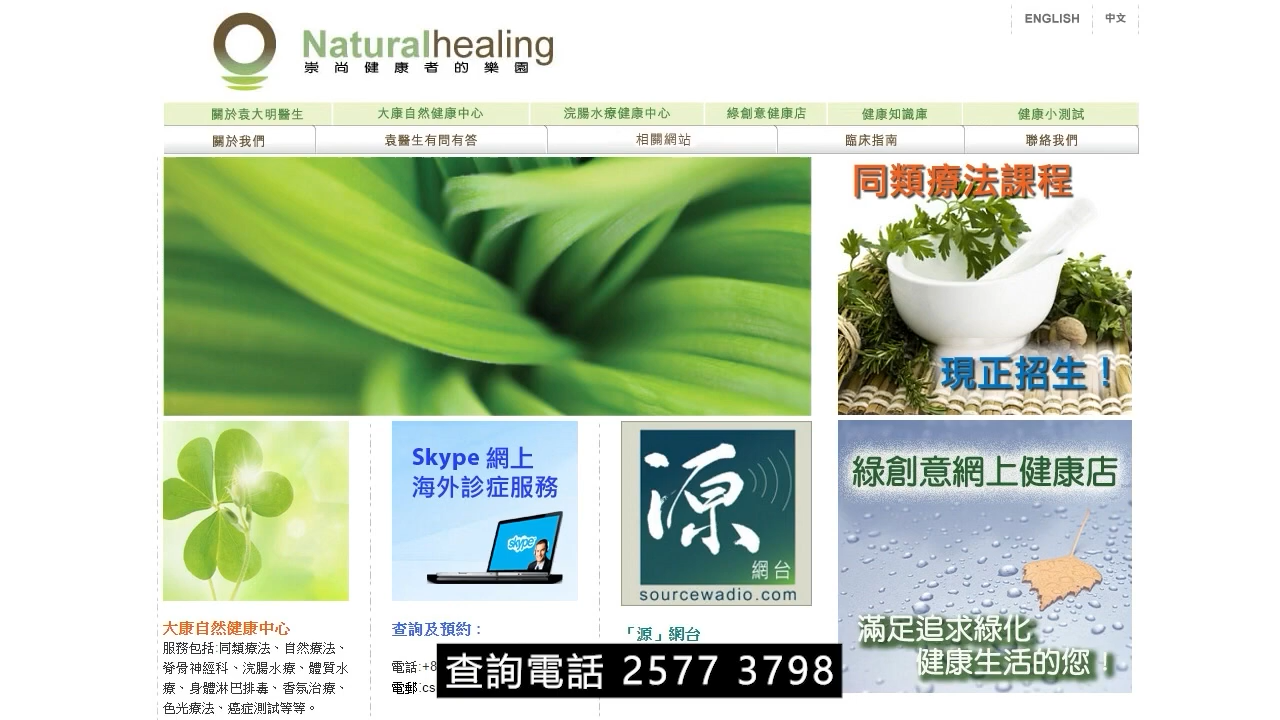 ENGLISH 中文
Naturalhealing
崇尚健康者的樂園
關於袁大明醫生 大康自然健康中心 浣腸水療健康中心 綠創意健康店 健康知識庫 健康小測試
關於我們 袁醫生有問有答 相關網站 臨床指南 聯絡我們
同類療法課程
現正招生！
Skype 網上
海外診症服務
skype
源
網台
sourcewadio.com
綠創意網上健康店
滿足追求綠化
健康生活的您！
大康自然健康中心
服務包括:同類療法、自然療法、
脊骨神經科、浣腸水療、體質水
療、身體淋巴排毒、香氛治療、
色光療法、癌症測試等等。
查詢及預約：
電話:+8
電郵:cs
「源」網台
查詢電話 2577 3798